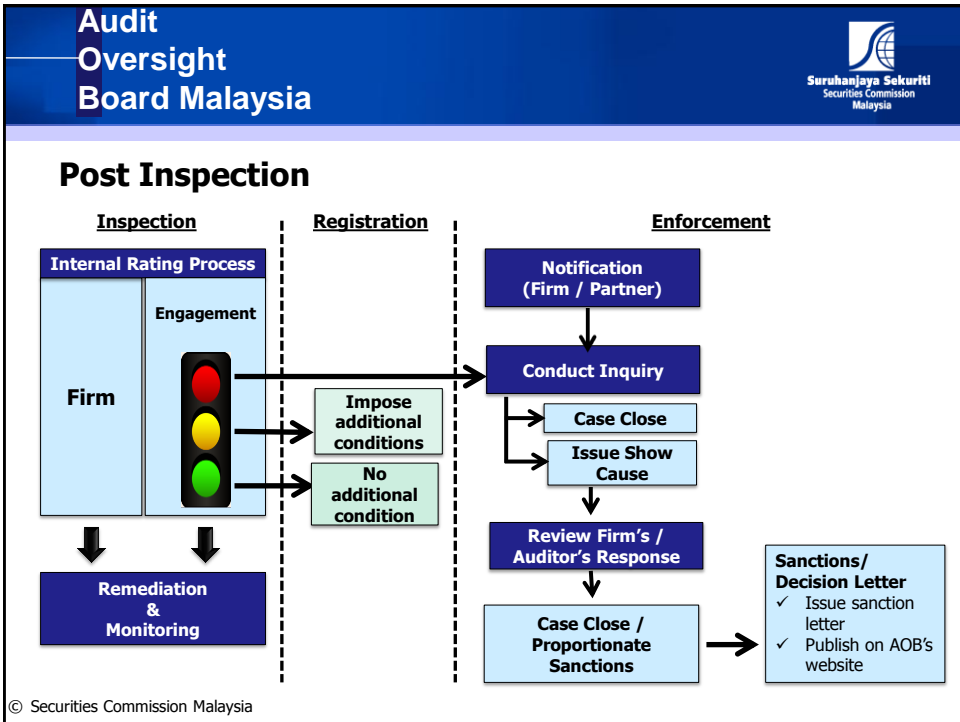 Audit
Oversight
Board Malaysia
Suruhanjaya Sekuriti
Securities Commission
Malaysia
Post Inspection
Inspection
Internal Rating Process
Firm
Engagement
Remediation
&
Monitoring
Registration
Impose
additional
conditions
No
additional
condition
Enforcement
Notification
(Firm / Partner)
Conduct Inquiry
Case Close
Issue Show
Cause
Review Firm's /
Auditor's Response
Case Close /
Proportionate
Sanctions
Sanctions/
Decision Letter
✓ Issue sanction
letter
✓ Publish on AOB's
website
© Securities Commission Malaysia